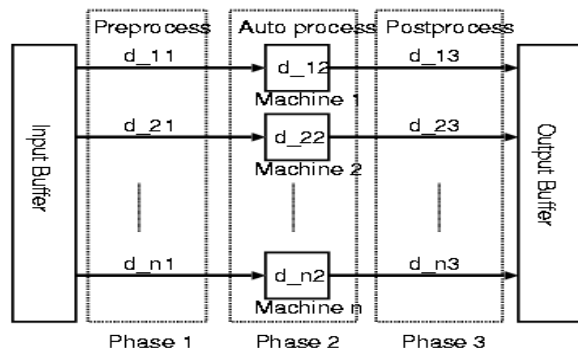 Preprocess Auto process Postprocess
d_11 d_12 d_13
Machine 1
d_21 d_22 d_23
Machine 2
Input Buffer
Output Buffer
d_n1 d_n2 d_n3
Machine n
Phase 1 Phase 2 Phase 3